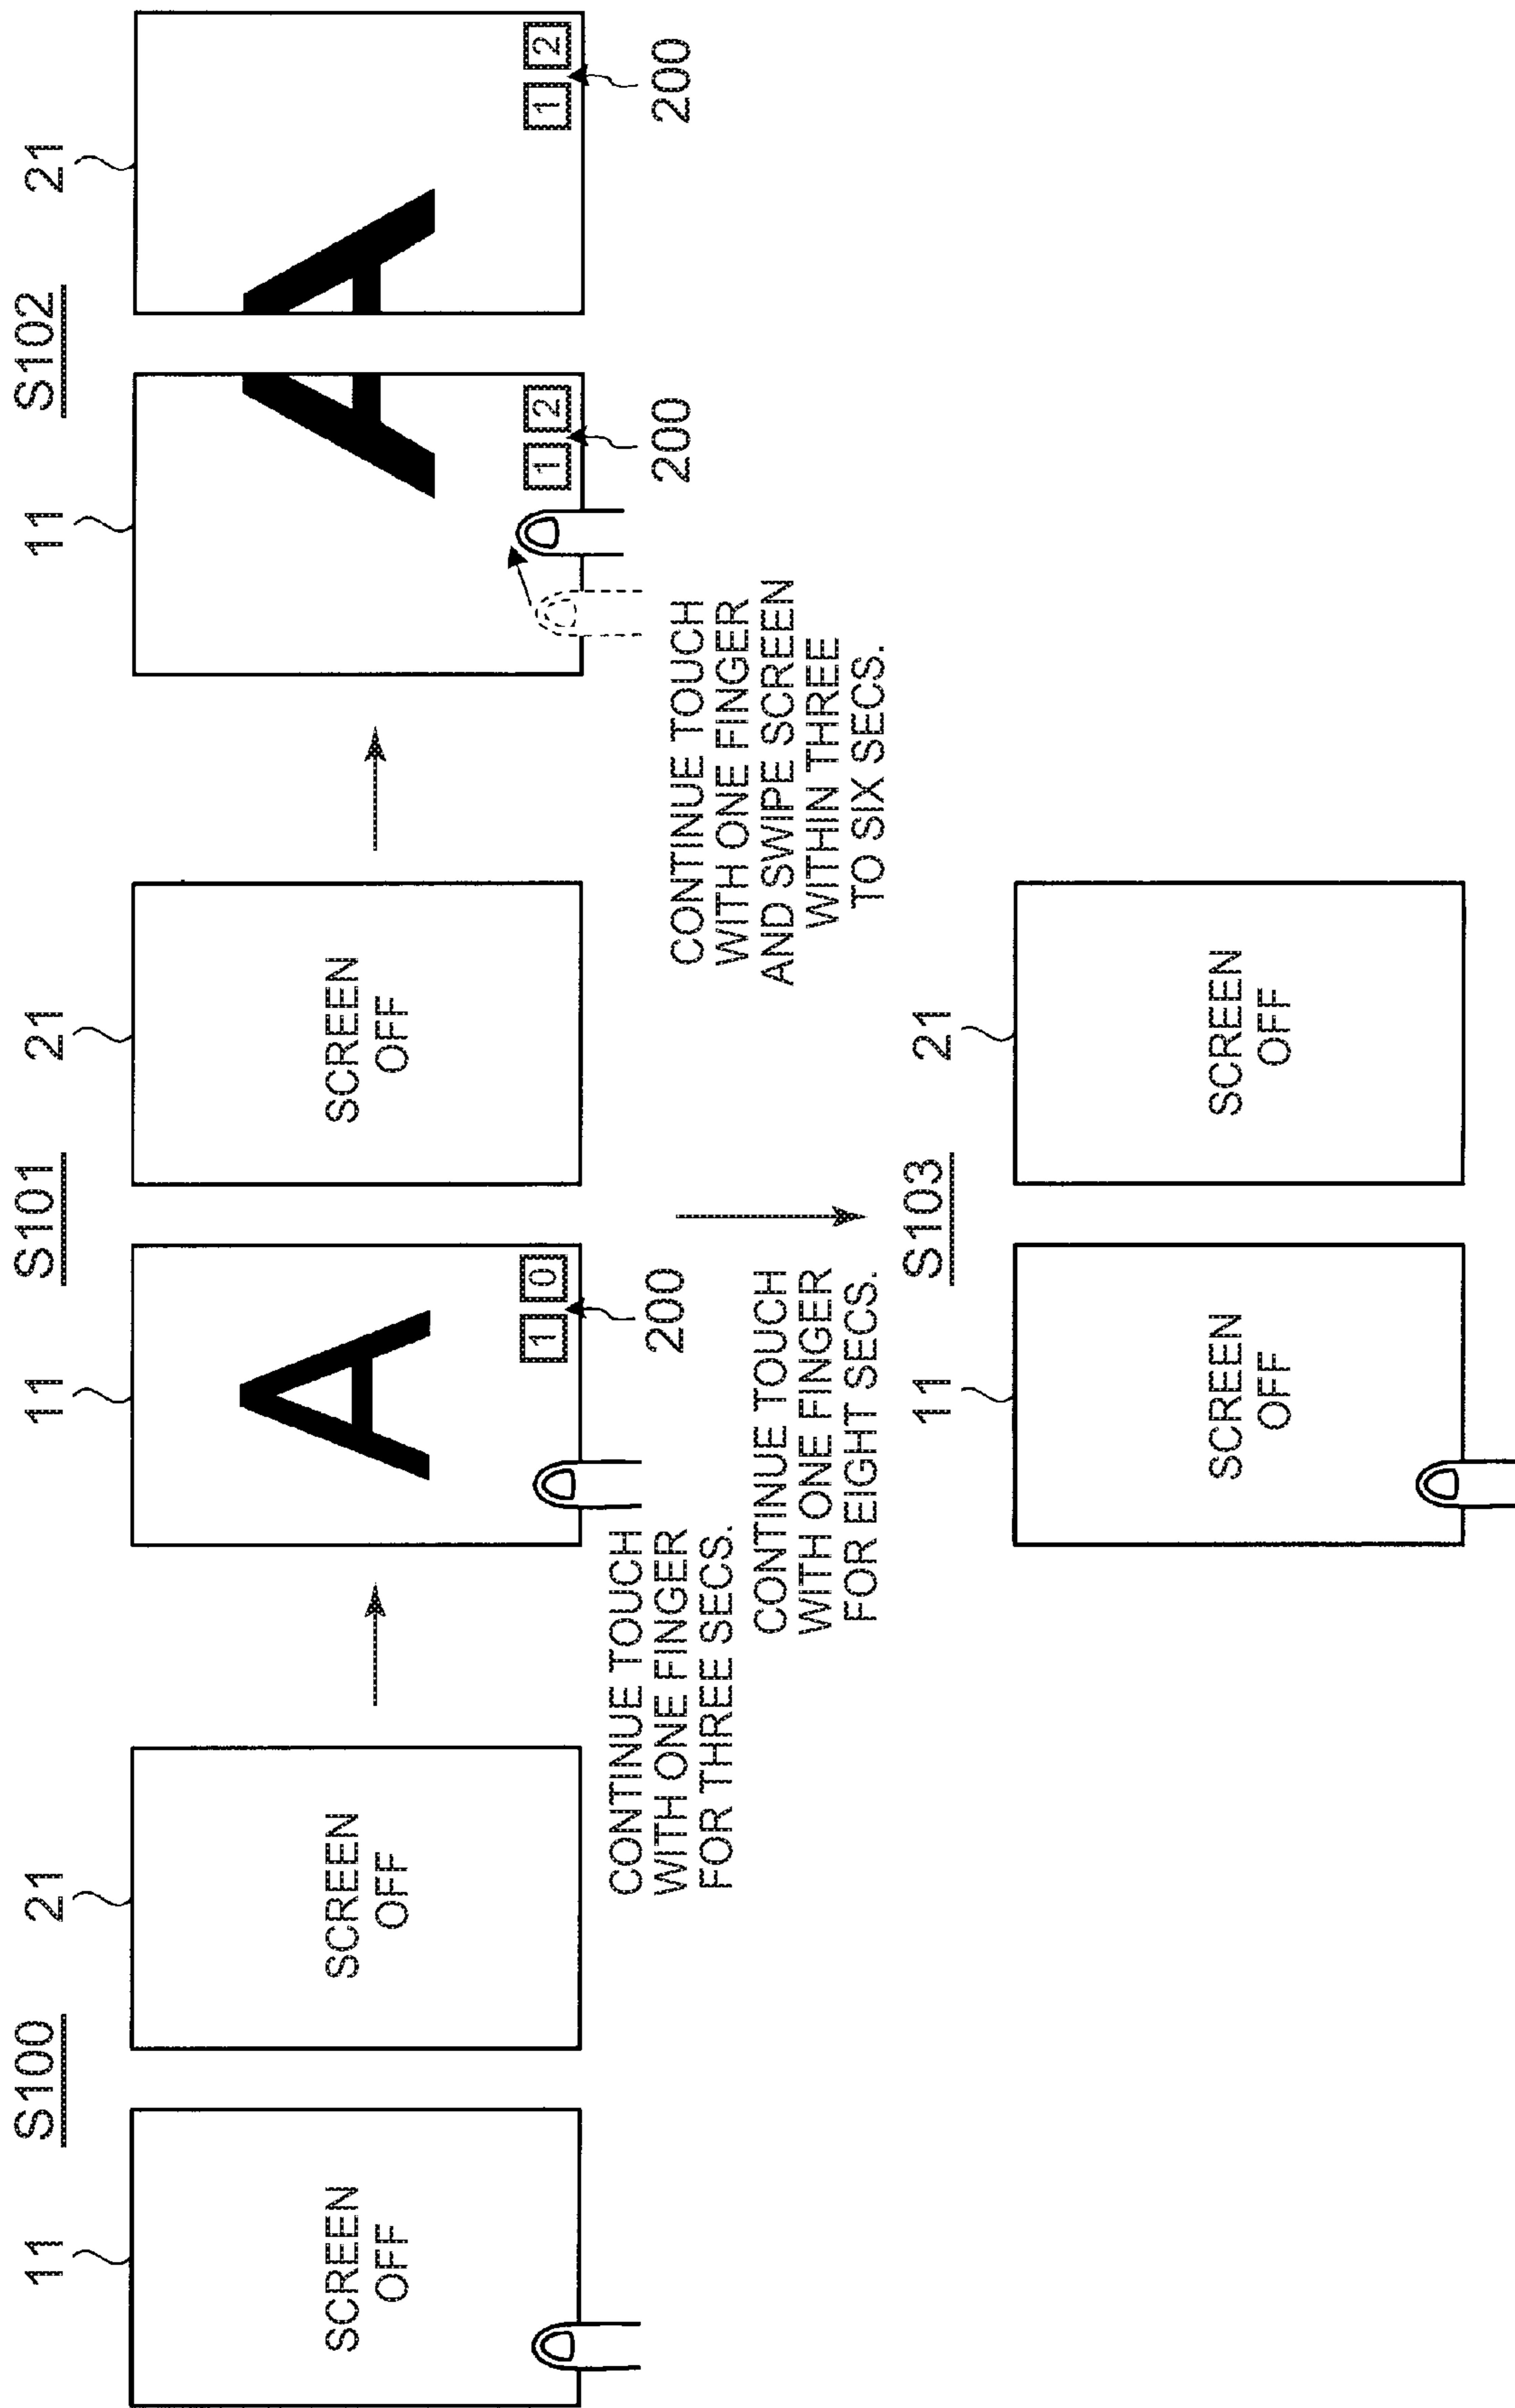 S100
11
21
SCREEN
OFF
SCREEN
OFF
CONTINUE TOUCH
WITH ONE FINGER
FOR THREE SECS.
S101
11
21
A
1 0
200
SCREEN
OFF
CONTINUE TOUCH
WITH ONE FINGER
FOR EIGHT SECS.
S102
11
21
A
1 2
200
1 2
200
CONTINUE TOUCH
WITH ONE FINGER
AND SWIPE SCREEN
WITHIN THREE
TO SIX SECS.
S103
11
21
SCREEN
OFF
SCREEN
OFF